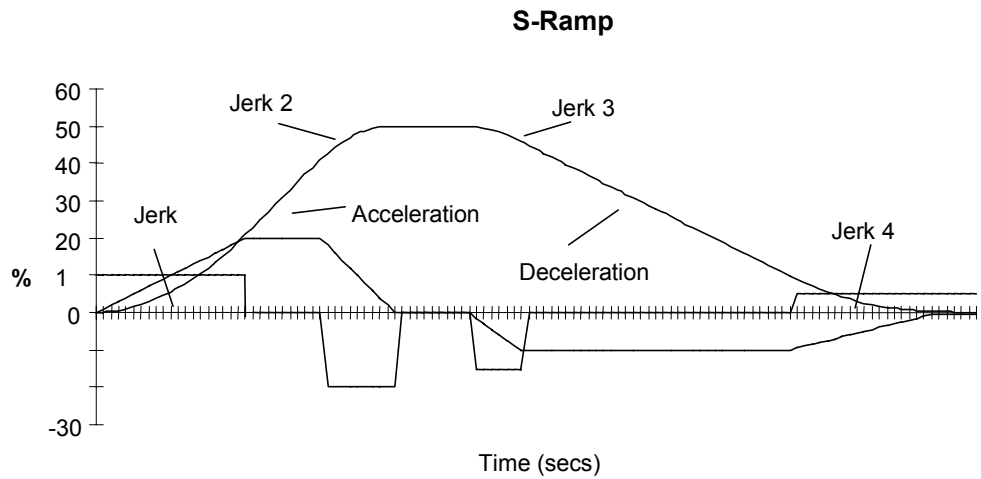 S-Ramp
60
Jerk 2
Jerk 3
50
40
30
Jerk
Acceleration
20
Jerk 4
Deceleration
%
1
0
-30
Time (secs)